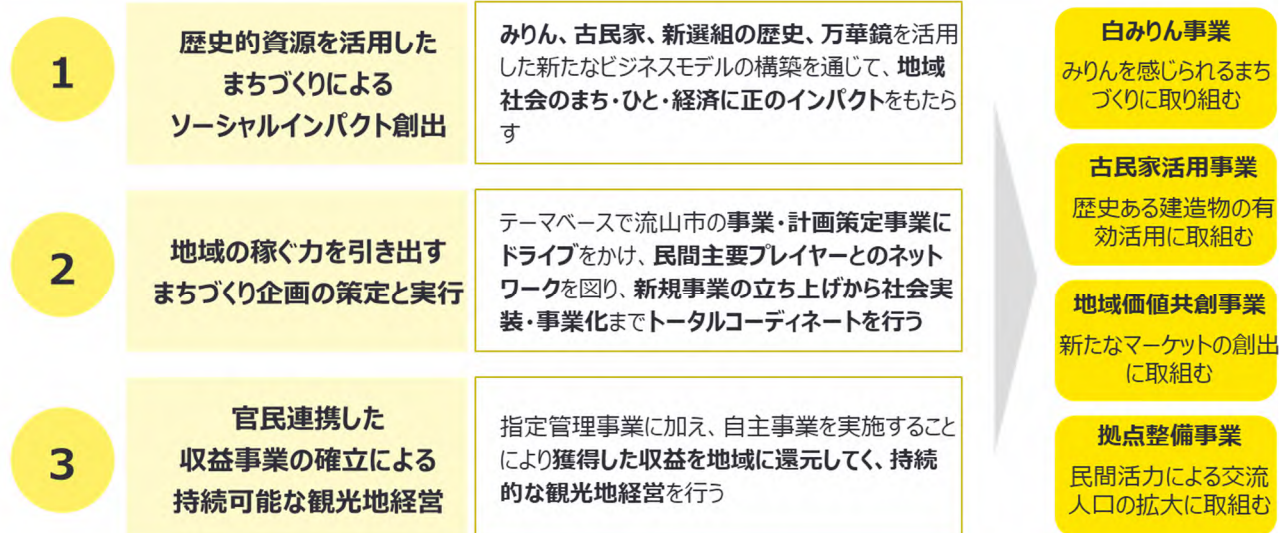 1
歴史的資源を活用した
まちづくりによる
ソーシャルインパクト創出
みりん、古民家、新選組の歴史、万華鏡を活用
した新たなビジネスモデルの構築を通じて、地域
社会のまち・ひと・経済に正のインパクトをもたら
す
2
地域の稼ぐ力を引き出す
まちづくり企画の策定と実行
テーマベースで流山市の事業・計画策定事業に
ドライブをかけ、民間主要プレイヤーとのネット
ワークを図り、新規事業の立ち上げから社会実
装・事業化までトータルコーディネートを行う
3
官民連携した
収益事業の確立による
持続可能な観光地経営
指定管理事業に加え、自主事業を実施すること
により獲得した収益を地域に還元してく、持続
的な観光地経営を行う
白みりん事業
みりんを感じられるまち
づくりに取り組む
古民家活用事業
歴史ある建造物の有
効活用に取組む
地域価値共創事業
新たなマーケットの創出
に取組む
拠点整備事業
民間活力による交流
人口の拡大に取組む